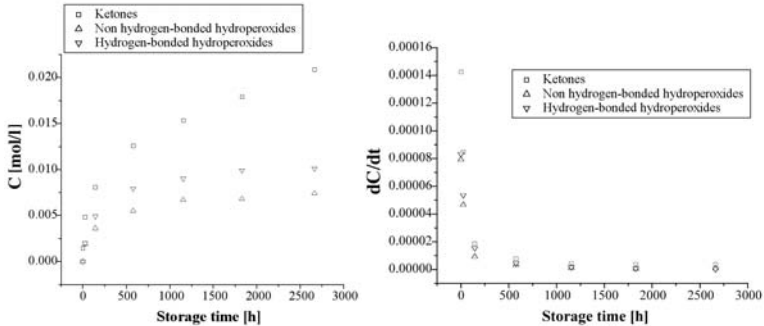 Ketones
Non hydrogen-bonded hydroperoxides
Hydrogen-bonded hydroperoxides
0.020
0.015
0.010
0.005
0.000
C [mol/l]
0 500 1000 1500 2000 2500 3000
Storage time [h]
0.00016
0.00014
0.00012
0.00010
0.00008
0.00006
0.00004
0.00002
0.00000
dC/dt
Ketones
Non hydrogen-bonded hydroperoxides
Hydrogen-bonded hydroperoxides
0 500 1000 1500 2000 2500 3000
Storage time [h]